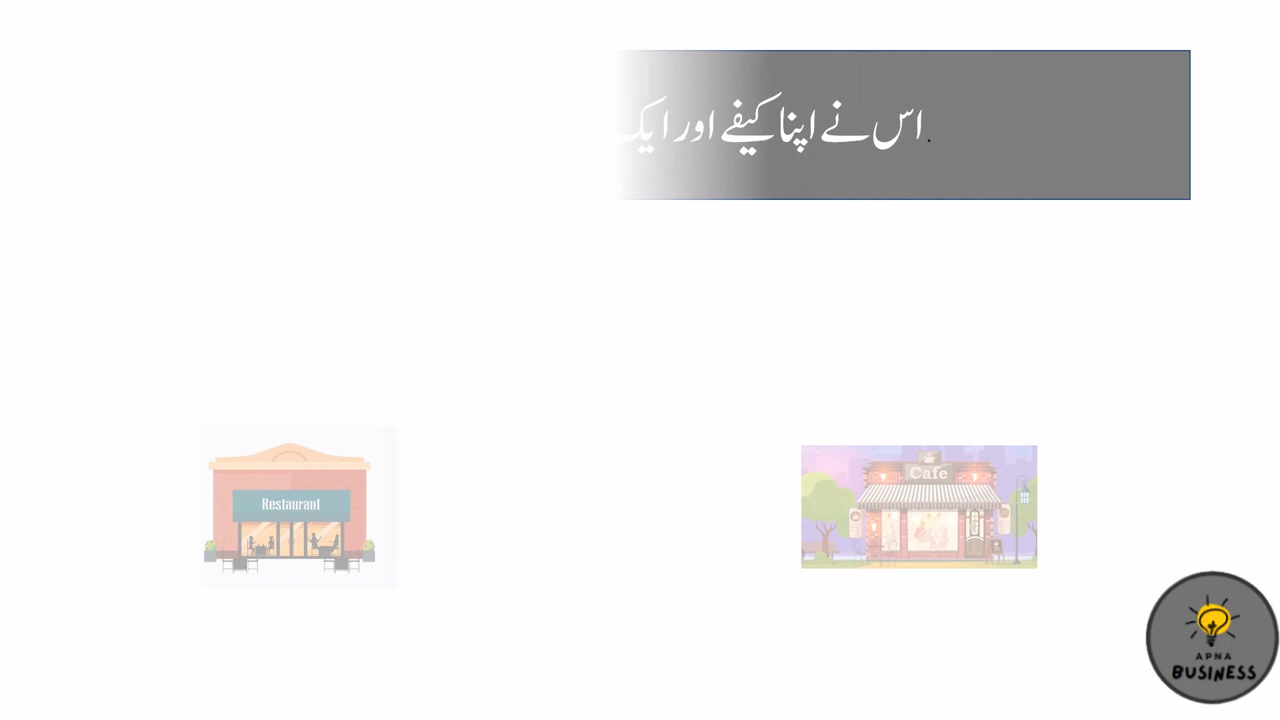 اس نے اپنا کیفے اور ایک
Restaurant
Cafe
APNA
BUSINESS